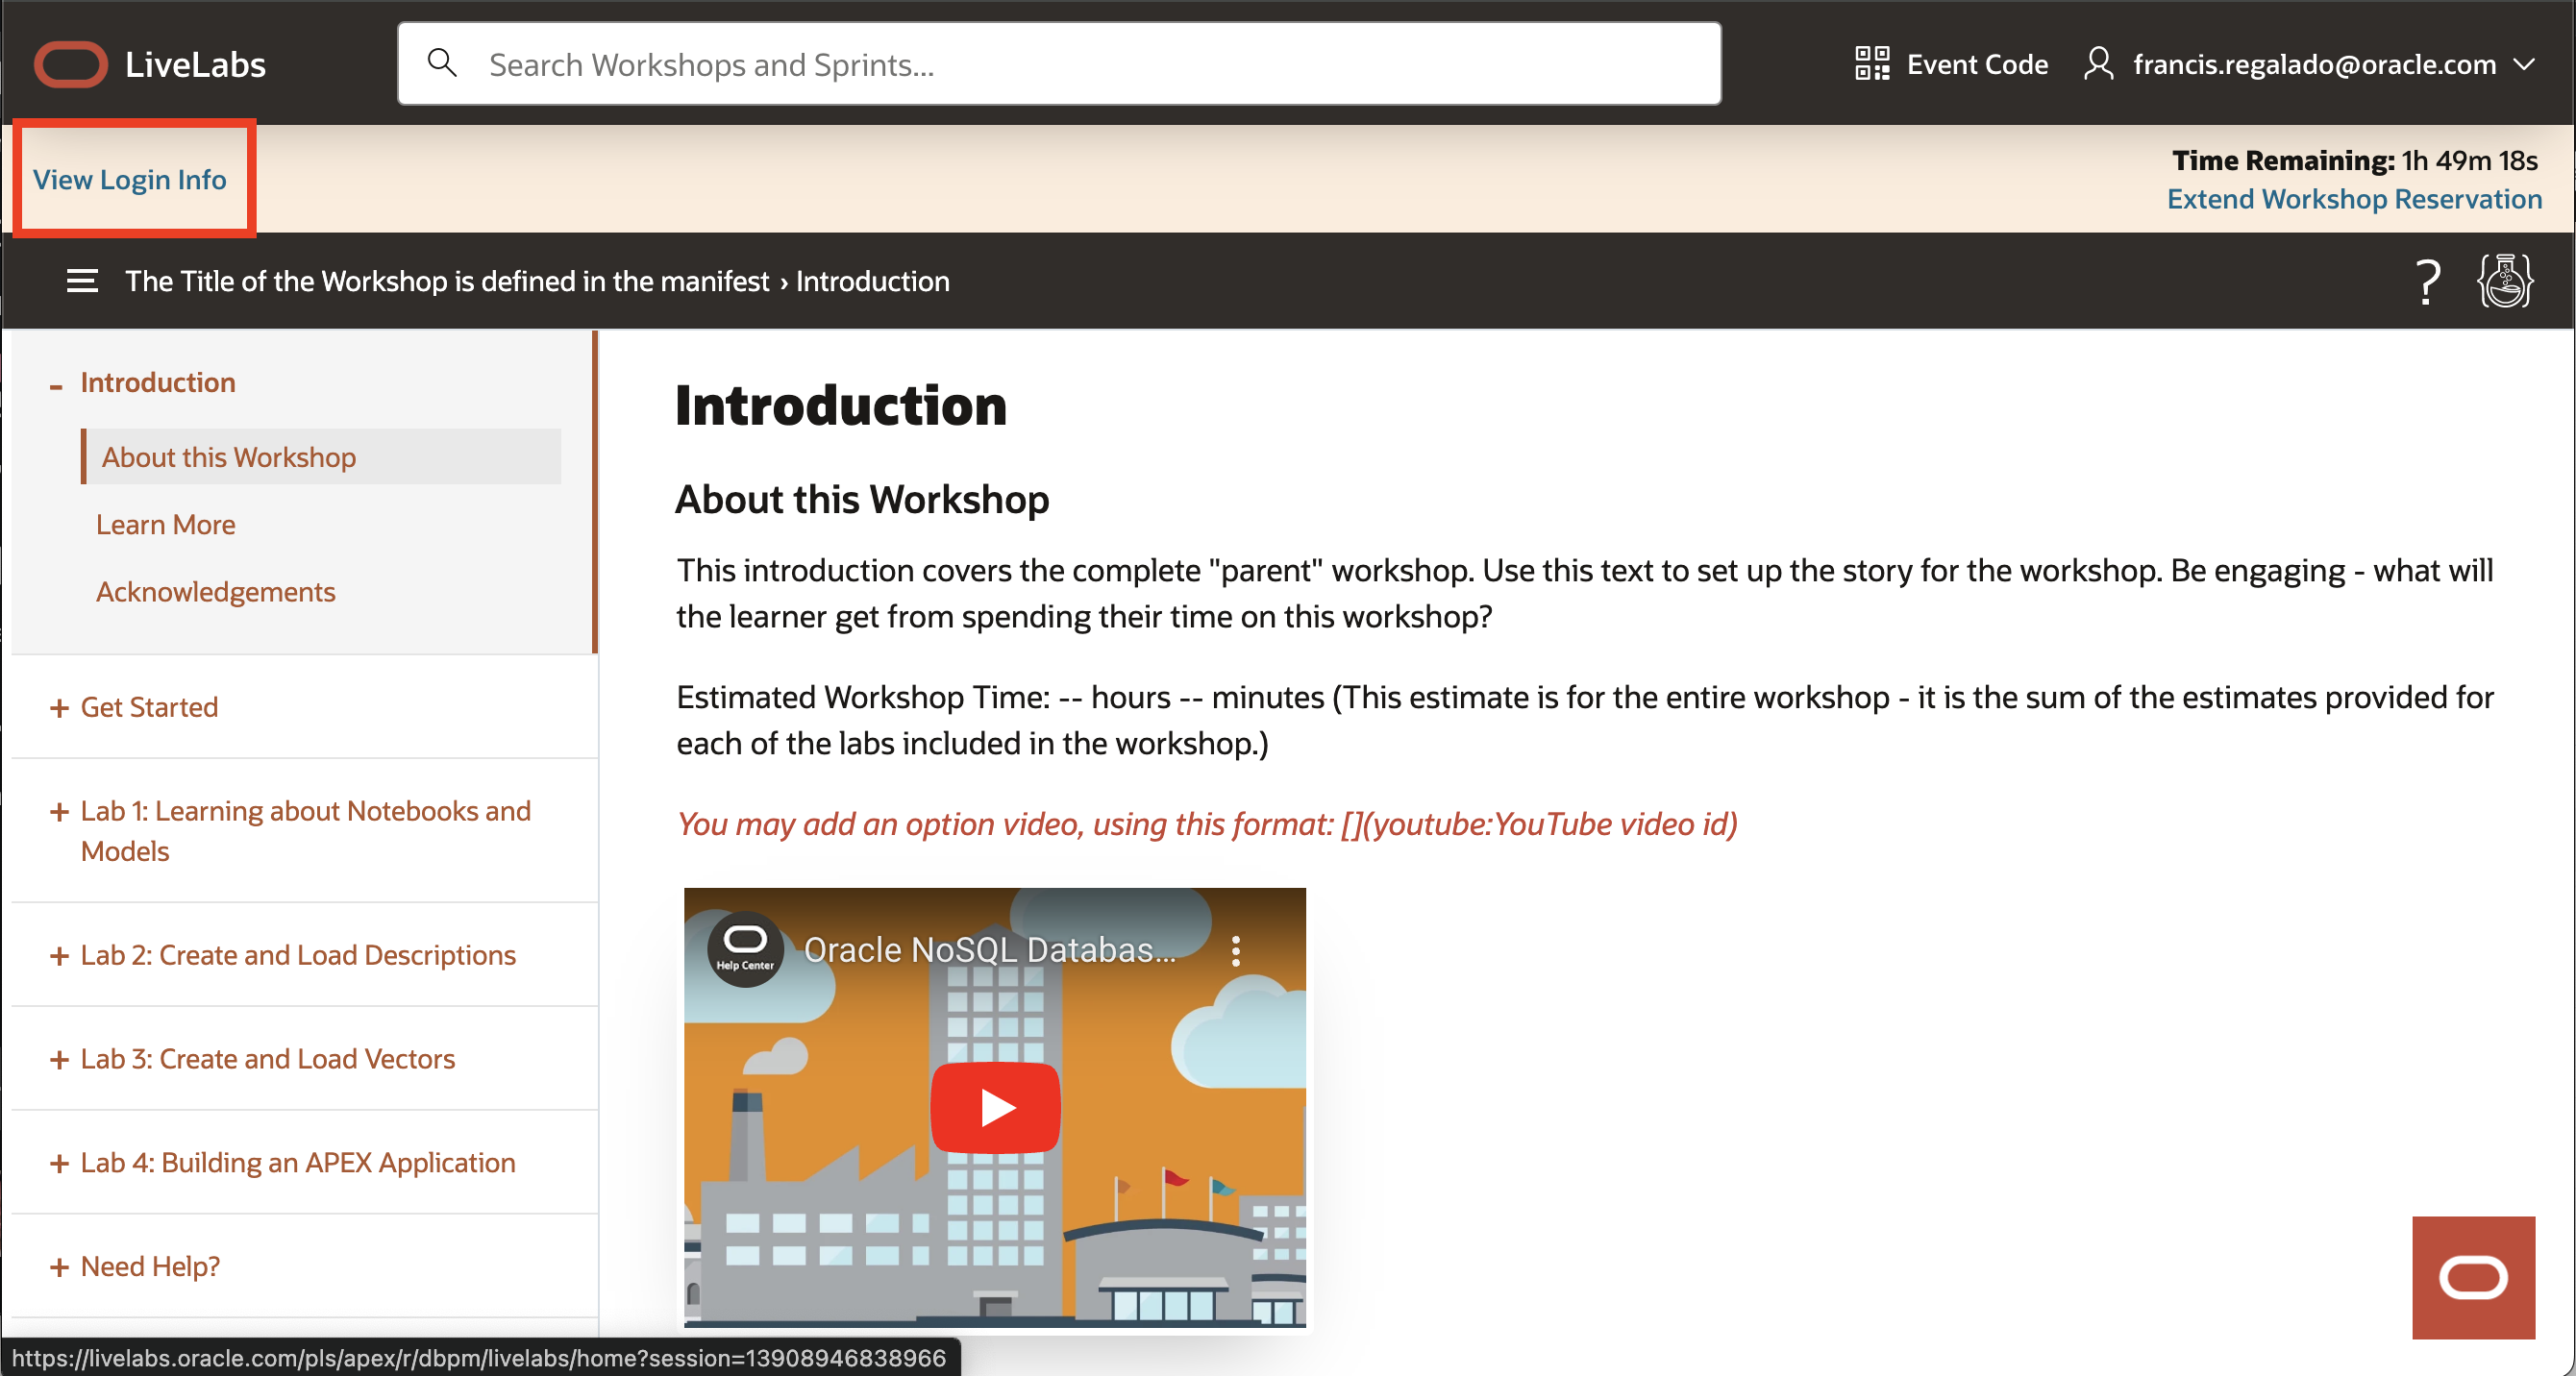 LiveLabs
Search Workshops and Sprints...
Event Code
francis.regalado@oracle.com
View Login Info
Time Remaining: 1h 49m 18s
Extend Workshop Reservation
The Title of the Workshop is defined in the manifest › Introduction
?
- Introduction
About this Workshop
Learn More
Acknowledgements
+ Get Started
+ Lab 1: Learning about Notebooks and
Models
+ Lab 2: Create and Load Descriptions
+ Lab 3: Create and Load Vectors
+ Lab 4: Building an APEX Application
+ Need Help?
Introduction
About this Workshop
This introduction covers the complete "parent" workshop. Use this text to set up the story for the workshop. Be engaging - what will
the learner get from spending their time on this workshop?
Estimated Workshop Time: -- hours -- minutes (This estimate is for the entire workshop - it is the sum of the estimates provided for
each of the labs included in the workshop.)
You may add an option video, using this format: [](youtube:YouTube video id)
Help Center
Oracle NoSQL Databas...
https://livelabs.oracle.com/pls/apex/r/dbpm/livelabs/home?session=13908946838966